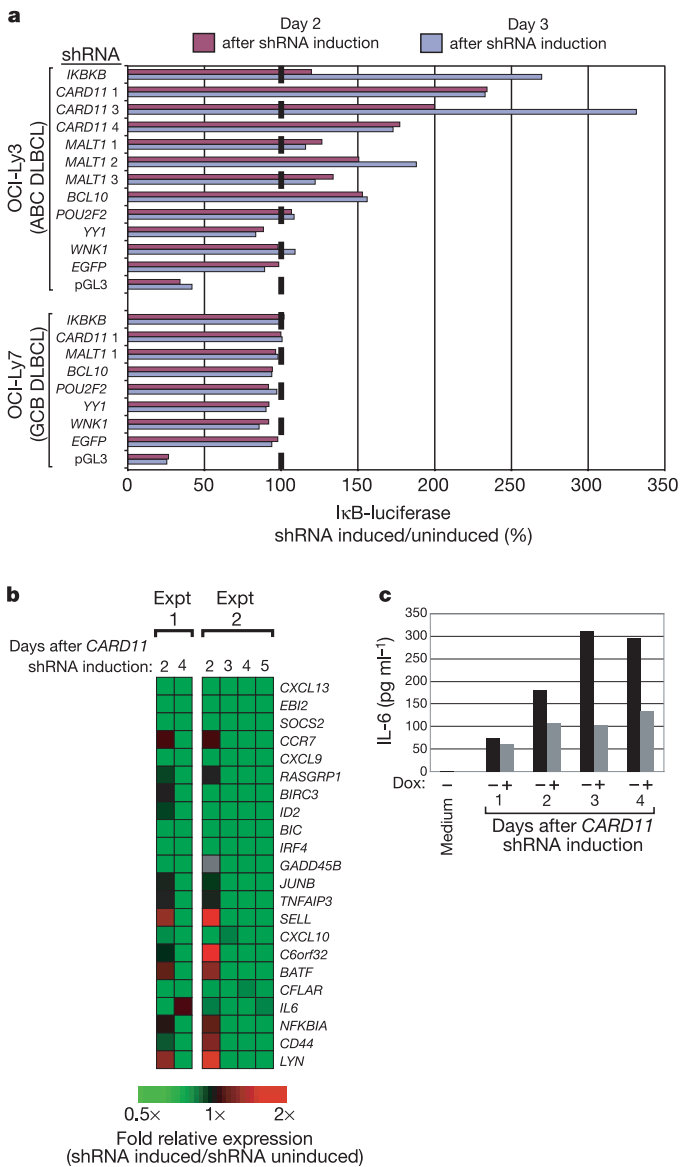 a
Day 2
after shRNA induction
Day 3
after shRNA induction
shRNA
OCI-Ly3
(ABC DLBCL)
IKBKB
CARD11 1
CARD11 3
CARD11 4
MALT1 1
MALT1 2
MALT1 3
BCL10
POU2F2
YY1
WNK1
EGFP
pGL3
OCI-Ly7
(GCB DLBCL)
IKBKB
CARD11 1
MALT1 1
BCL10
POU2F2
YY1
WNK1
EGFP
pGL3
0 50 100 150 200 250 300 350
IκB-luciferase
shRNA induced/uninduced (%)
b
Expt 1
Expt 2
Days after CARD11
shRNA induction: 2 4 2 3 4 5
CXCL13
EBI2
SOCS2
CCR7
CXCL9
RASGRP1
BIRC3
ID2
BIC
IRF4
GADD45B
JUNB
TNFAIP3
SELL
CXCL10
C6orf32
BATF
CFLAR
IL6
NFKBIA
CD44
LYN
0.5× 1× 2×
Fold relative expression
(shRNA induced/shRNA uninduced)
c
IL-6 (pg ml⁻¹)
350
300
250
200
150
100
50
0
Dox: − − + − + − + − +
Medium
1 2 3 4
Days after CARD11
shRNA induction